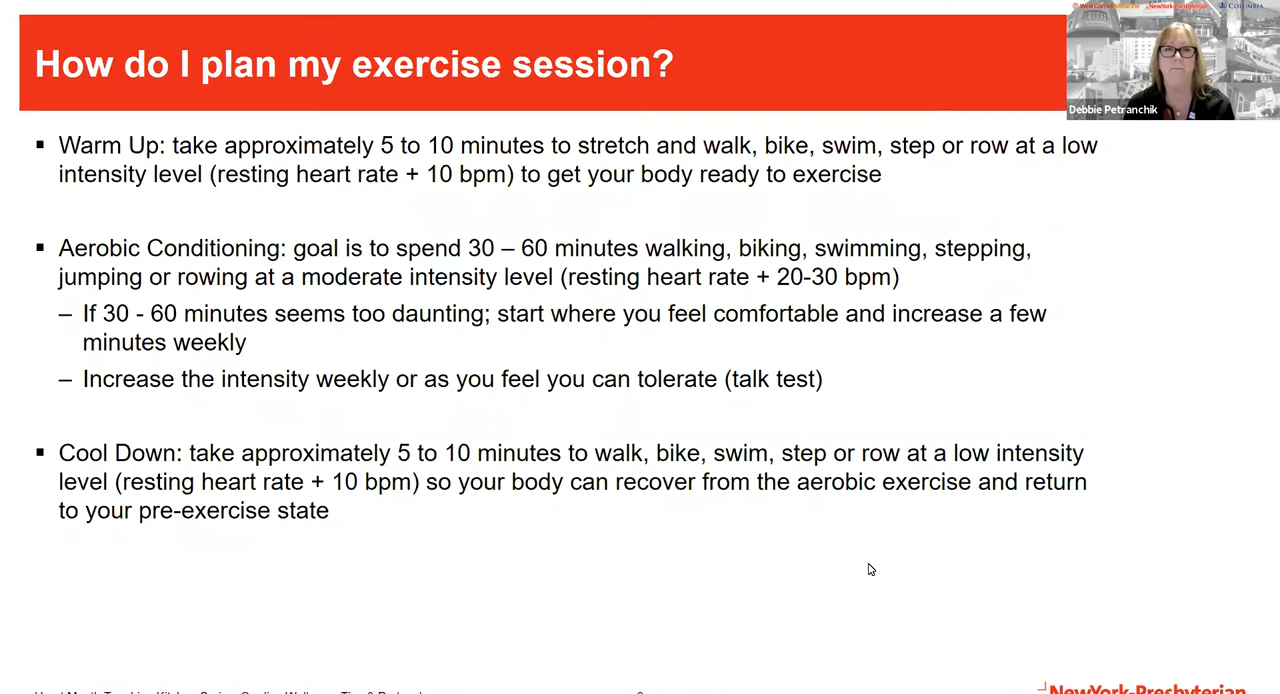 Weill Cornell Medicine NewYork-Presbyterian COLUMBIA
How do I plan my exercise session?
Debbie Petranchik
▪ Warm Up: take approximately 5 to 10 minutes to stretch and walk, bike, swim, step or row at a low
intensity level (resting heart rate + 10 bpm) to get your body ready to exercise
▪ Aerobic Conditioning: goal is to spend 30 – 60 minutes walking, biking, swimming, stepping,
jumping or rowing at a moderate intensity level (resting heart rate + 20-30 bpm)
– If 30 - 60 minutes seems too daunting; start where you feel comfortable and increase a few
minutes weekly
– Increase the intensity weekly or as you feel you can tolerate (talk test)
▪ Cool Down: take approximately 5 to 10 minutes to walk, bike, swim, step or row at a low intensity
level (resting heart rate + 10 bpm) so your body can recover from the aerobic exercise and return
to your pre-exercise state
NewYork-Presbyterian